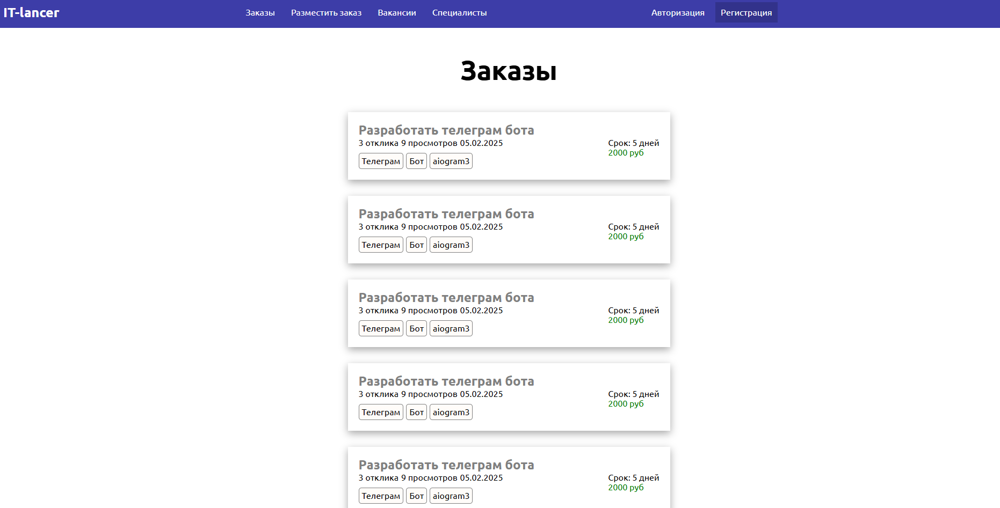 IT-lancer Заказы Разместить заказ Вакансии Специалисты Авторизация Регистрация
Заказы
Разработать телеграм бота
3 отклика 9 просмотров 05.02.2025
Срок: 5 дней
2000 руб
Телеграм Бот aiogram3
Разработать телеграм бота
3 отклика 9 просмотров 05.02.2025
Срок: 5 дней
2000 руб
Телеграм Бот aiogram3
Разработать телеграм бота
3 отклика 9 просмотров 05.02.2025
Срок: 5 дней
2000 руб
Телеграм Бот aiogram3
Разработать телеграм бота
3 отклика 9 просмотров 05.02.2025
Срок: 5 дней
2000 руб
Телеграм Бот aiogram3
Разработать телеграм бота
3 отклика 9 просмотров 05.02.2025
Срок: 5 дней
2000 руб
Телеграм Бот aiogram3